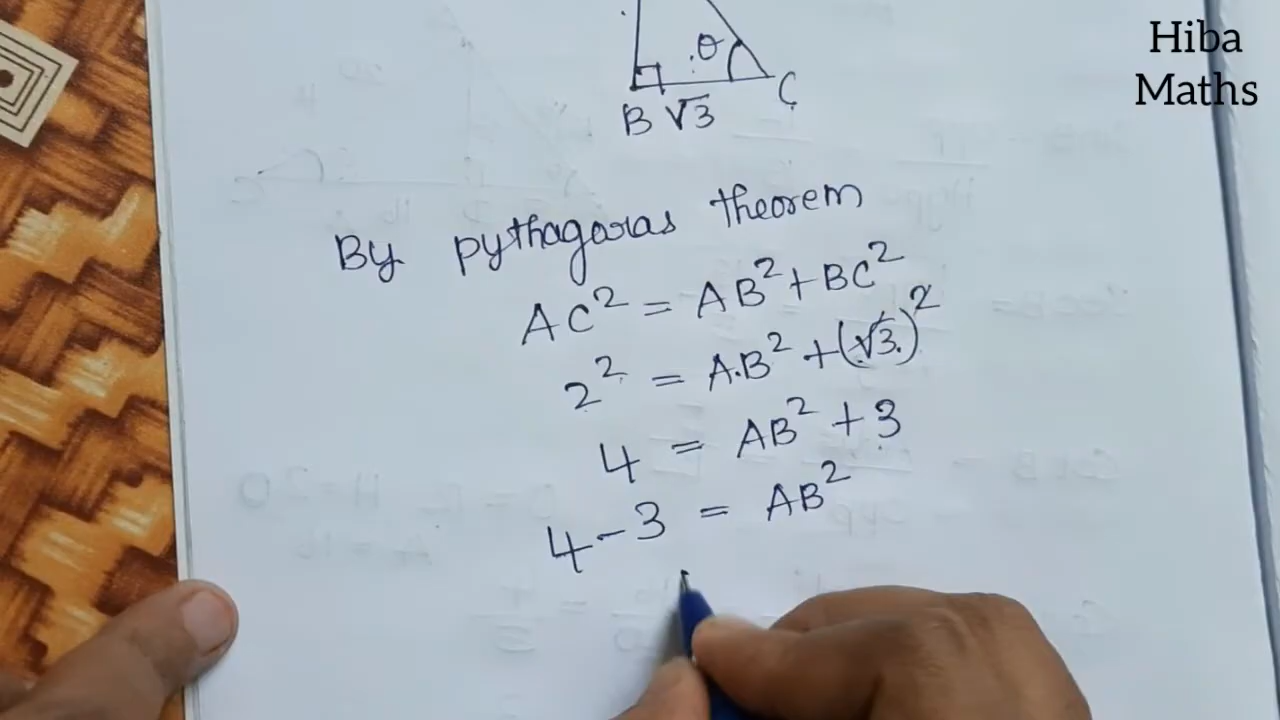 Hiba
Maths
θ
B √3 C
By pythagoras theorem
AC² = AB² + BC²
2² = AB² + (√3)²
4 = AB² + 3
4 - 3 = AB²